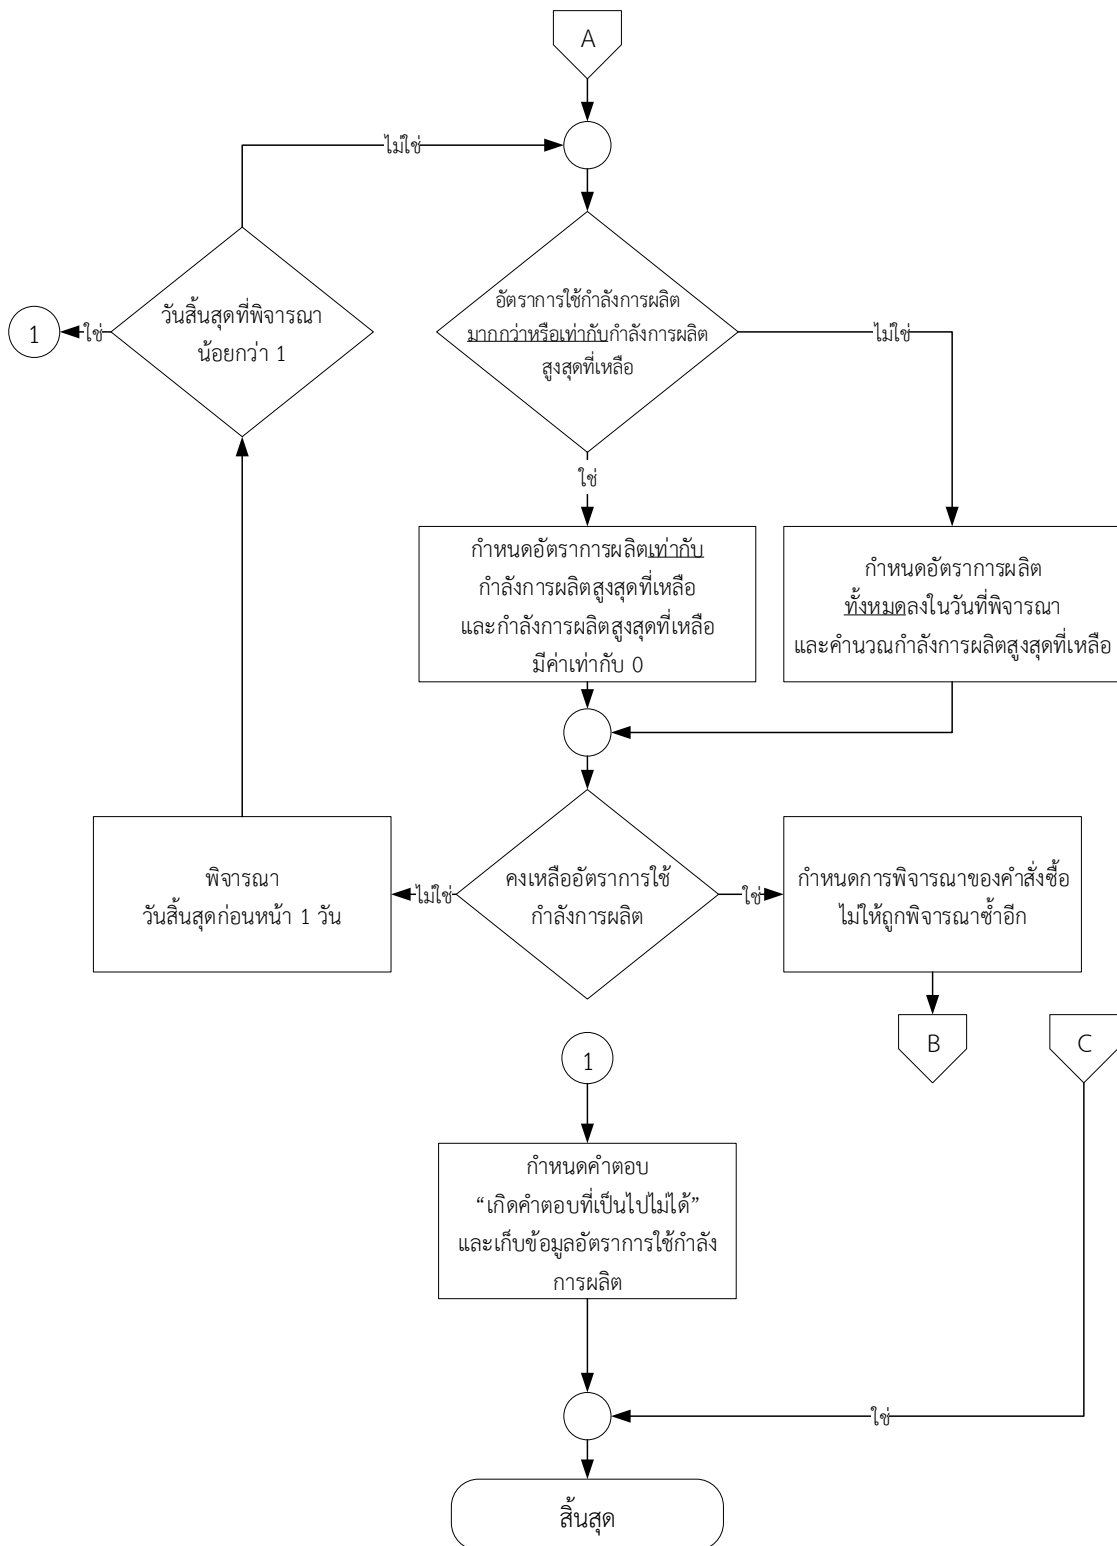 A
ไม่ใช่
อัตราการใช้กำลังการผลิต
มากกว่าหรือเท่ากับกำลังการผลิต
สูงสุดที่เหลือ
วันสิ้นสุดที่พิจารณา
น้อยกว่า 1
ใช่
1
ไม่ใช่
ใช่
กำหนดอัตราการผลิตเท่ากับ
กำลังการผลิตสูงสุดที่เหลือ
และกำลังการผลิตสูงสุดที่เหลือ
มีค่าเท่ากับ 0
กำหนดอัตราการผลิต
ทั้งหมดลงในวันที่พิจารณา
และคำนวณกำลังการผลิตสูงสุดที่เหลือ
พิจารณา
วันสิ้นสุดก่อนหน้า 1 วัน
ไม่ใช่
คงเหลืออัตราการใช้
กำลังการผลิต
ใช่
กำหนดการพิจารณาของคำสั่งซื้อ
ไม่ให้ถูกพิจารณาซ้ำอีก
B
C
1
กำหนดคำตอบ
“เกิดคำตอบที่เป็นไปไม่ได้”
และเก็บข้อมูลอัตราการใช้กำลัง
การผลิต
ใช่
สิ้นสุด